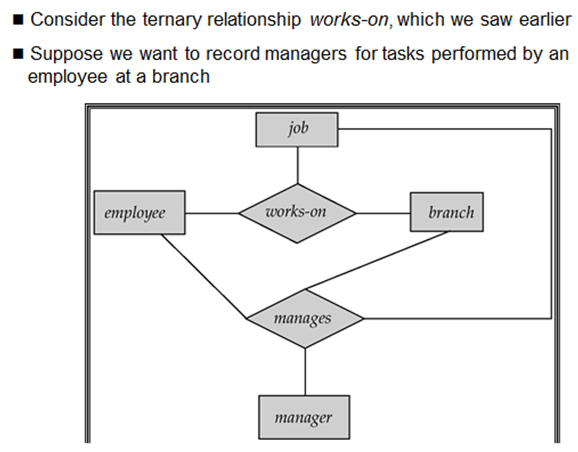 ■ Consider the ternary relationship works-on, which we saw earlier
■ Suppose we want to record managers for tasks performed by an
employee at a branch
job
employee
works-on
branch
manages
manager